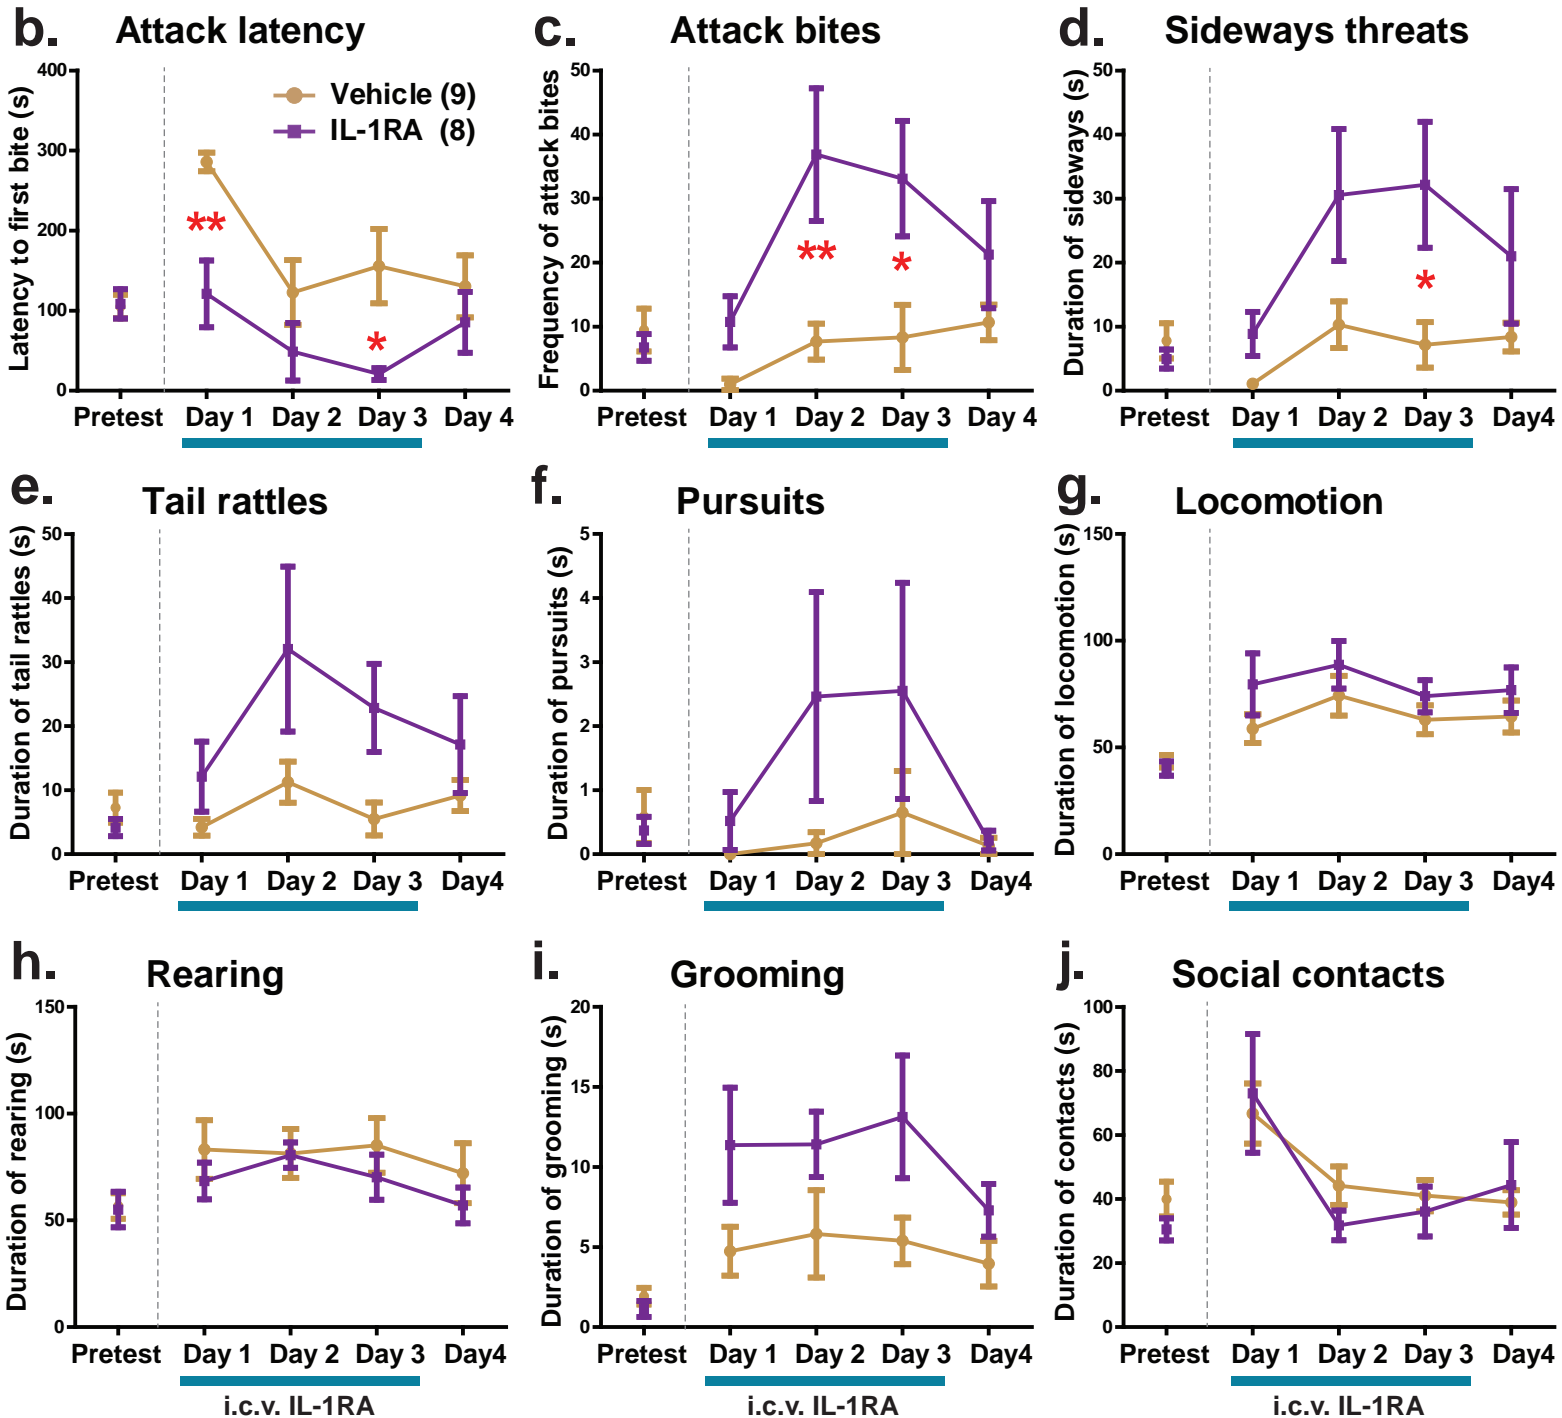 b. Attack latency
Latency to first bite (s)
400
300
200
100
0
Vehicle (9)
IL-1RA (8)
**
*
Pretest Day 1 Day 2 Day 3 Day 4
c. Attack bites
Frequency of attack bites
50
40
30
20
10
0
**
*
Pretest Day 1 Day 2 Day 3 Day 4
d. Sideways threats
Duration of sideways (s)
50
40
30
20
10
0
*
Pretest Day 1 Day 2 Day 3 Day4
e. Tail rattles
Duration of tail rattles (s)
50
40
30
20
10
0
Pretest Day 1 Day 2 Day 3 Day4
f. Pursuits
Duration of pursuits (s)
5
4
3
2
1
0
Pretest Day 1 Day 2 Day 3 Day4
g. Locomotion
Duration of locomotion (s)
150
100
50
0
Pretest Day 1 Day 2 Day 3 Day4
h. Rearing
Duration of rearing (s)
150
100
50
0
Pretest Day 1 Day 2 Day 3 Day4
i.c.v. IL-1RA
i. Grooming
Duration of grooming (s)
20
15
10
5
0
Pretest Day 1 Day 2 Day 3 Day4
i.c.v. IL-1RA
j. Social contacts
Duration of contacts (s)
100
80
60
40
20
0
Pretest Day 1 Day 2 Day 3 Day4
i.c.v. IL-1RA